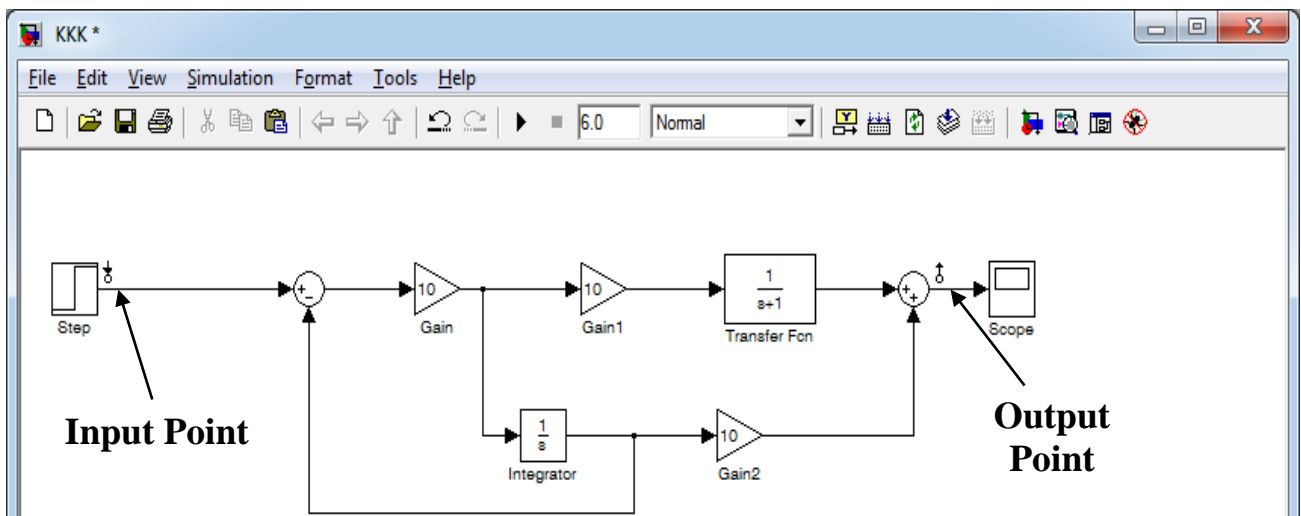 KKK *
File Edit View Simulation Format Tools Help
6.0 Normal
Step
+
−
10
Gain
10
Gain1
1
s+1
Transfer Fcn
+
+
Scope
Input Point
1
s
Integrator
10
Gain2
Output
Point